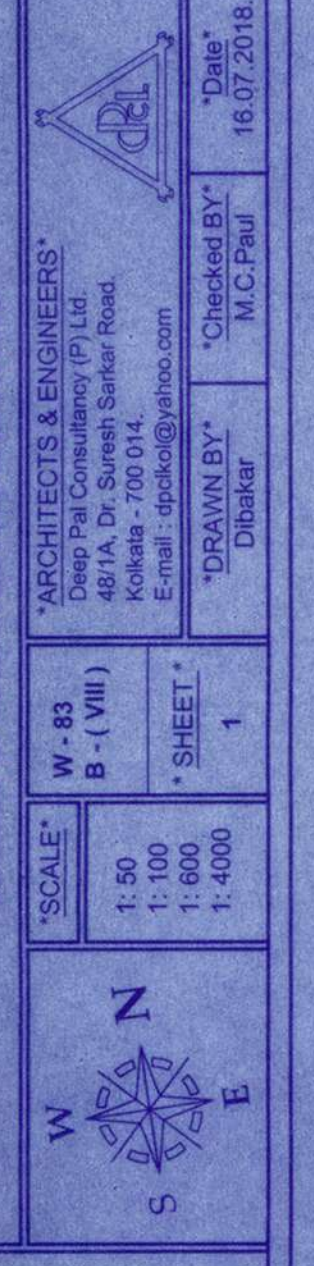 W
N
S
E
*SCALE*
1: 50
1: 100
1: 600
1: 4000
W - 83
B - ( VIII )
* SHEET *
1
*ARCHITECTS & ENGINEERS*
Deep Pal Consultancy (P) Ltd.
48/1A, Dr. Suresh Sarkar Road.
Kolkata - 700 014.
E-mail : dpclkol@yahoo.com
dPcL
*DRAWN BY*
Dibakar
*Checked BY*
M.C.Paul
*Date*
16.07.2018.